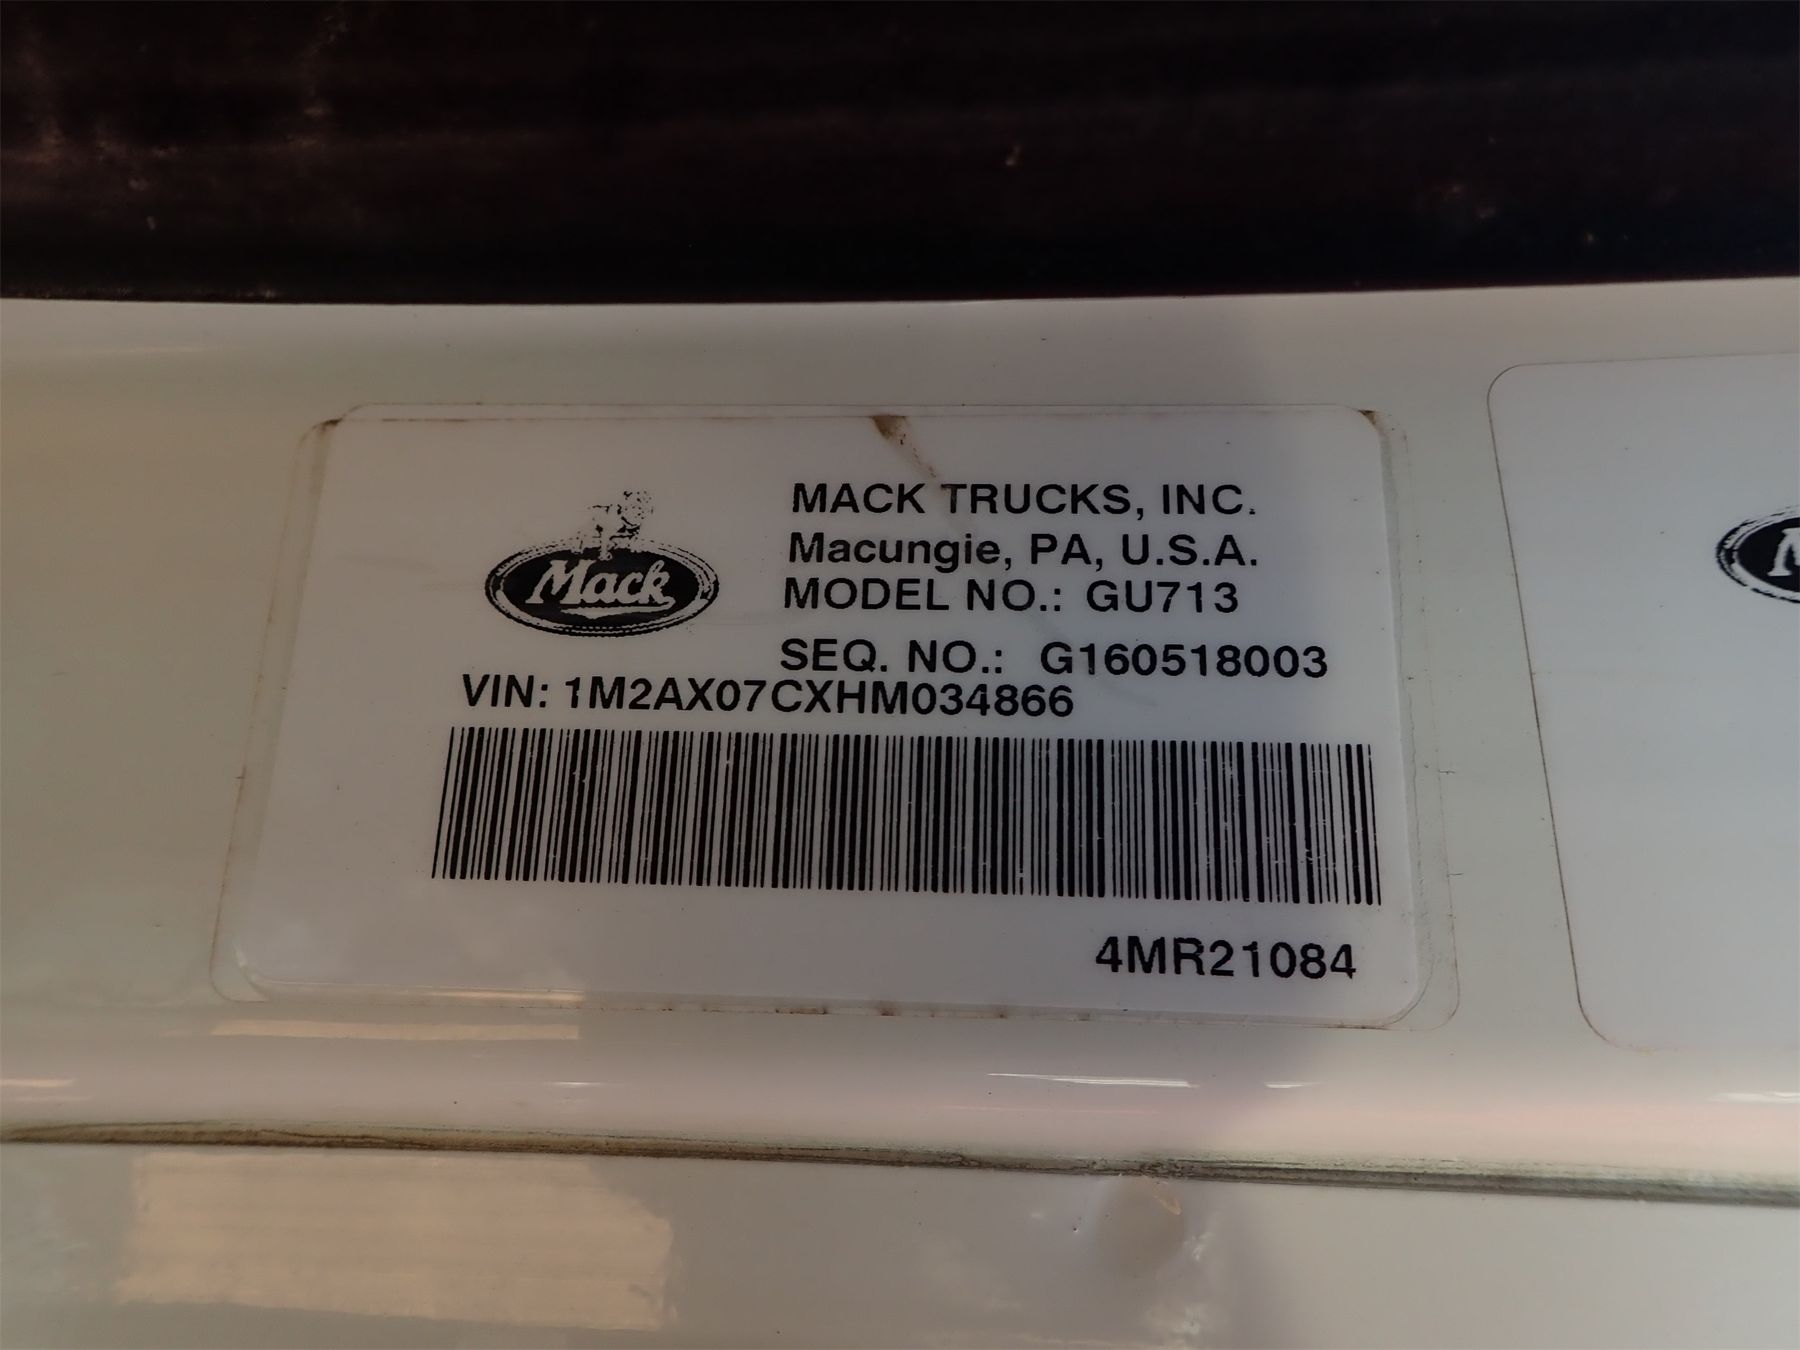 MACK TRUCKS, INC.
Macungie, PA, U.S.A.
Mack
MODEL NO.: GU713
SEQ. NO.: G160518003
VIN: 1M2AX07CXHM034866
4MR21084